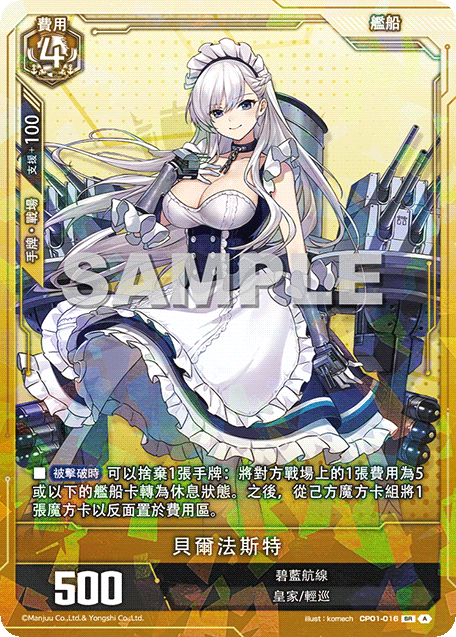 費用
4
艦船
手牌・戰場 支援+ 100
SAMPLE
■ 被擊破時 可以捨棄1張手牌：將對方戰場上的1張費用為5
或以下的艦船卡轉為休息狀態。之後，從己方魔方卡組將1
張魔方卡以反面置於費用區。
貝爾法斯特
500
碧藍航線
皇家/輕巡
©Manjuu Co.,Ltd.& Yongshi Co.,Ltd. illust : komech CP01-016 SR A